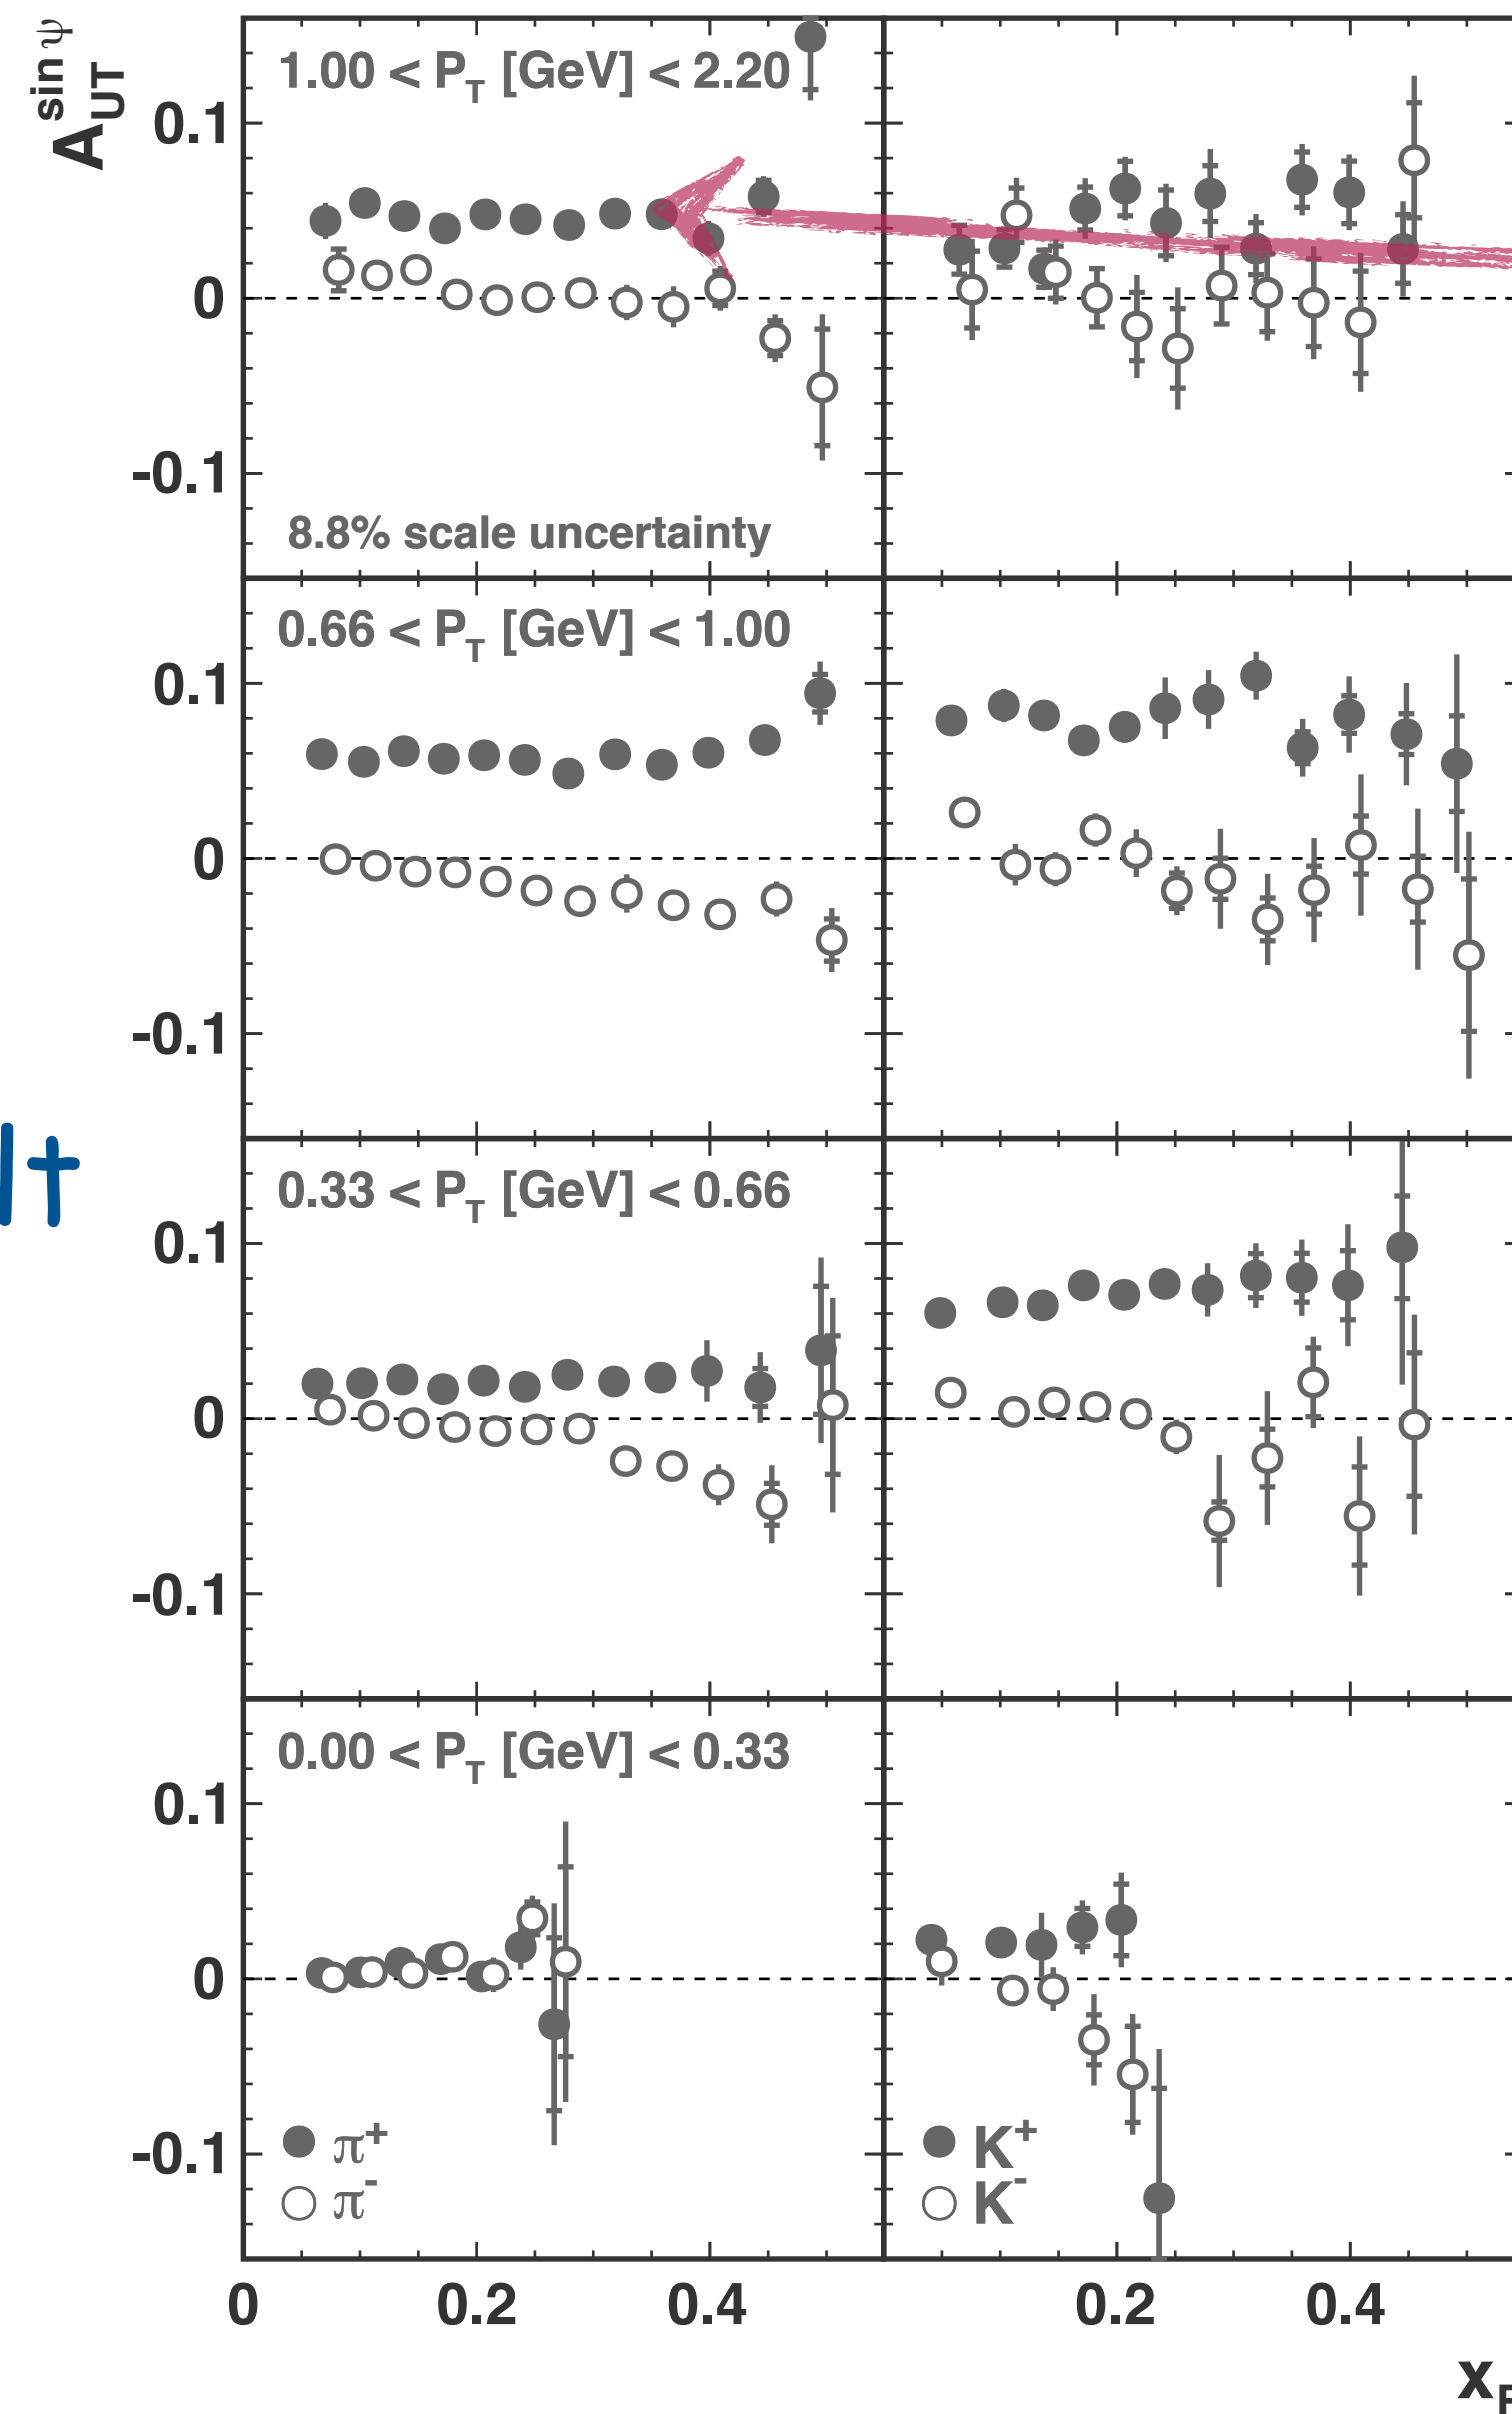 A_UT^sin ψ
1.00 < P_T [GeV] < 2.20
0.1
0
-0.1
8.8% scale uncertainty
0.66 < P_T [GeV] < 1.00
0.1
0
-0.1
lt
0.33 < P_T [GeV] < 0.66
0.1
0
-0.1
0.00 < P_T [GeV] < 0.33
0.1
0
-0.1
π+ K+
π- K-
0 0.2 0.4 0.2 0.4
x